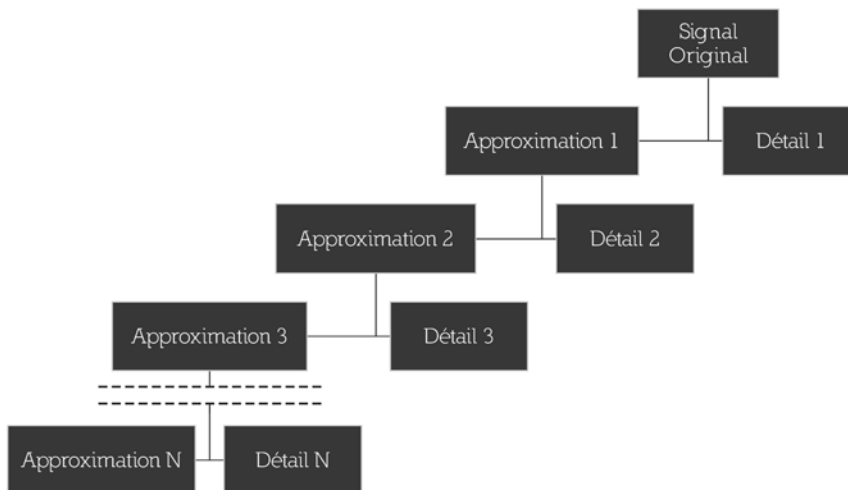 Signal
Original
Approximation 1
Détail 1
Approximation 2
Détail 2
Approximation 3
Détail 3
Approximation N
Détail N